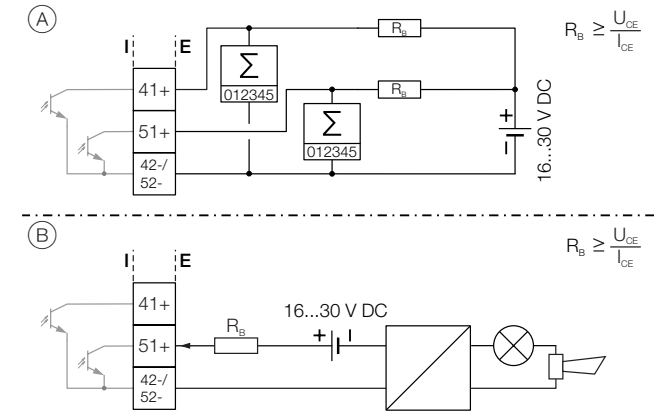 A
I E
41+
51+
42-/
52-
Σ
012345
Σ
012345
R_B
R_B
+
–
16...30 V DC
R_B ≥ U_CE / I_CE
B
I E
41+
51+
42-/
52-
R_B
16...30 V DC
+ –
R_B ≥ U_CE / I_CE